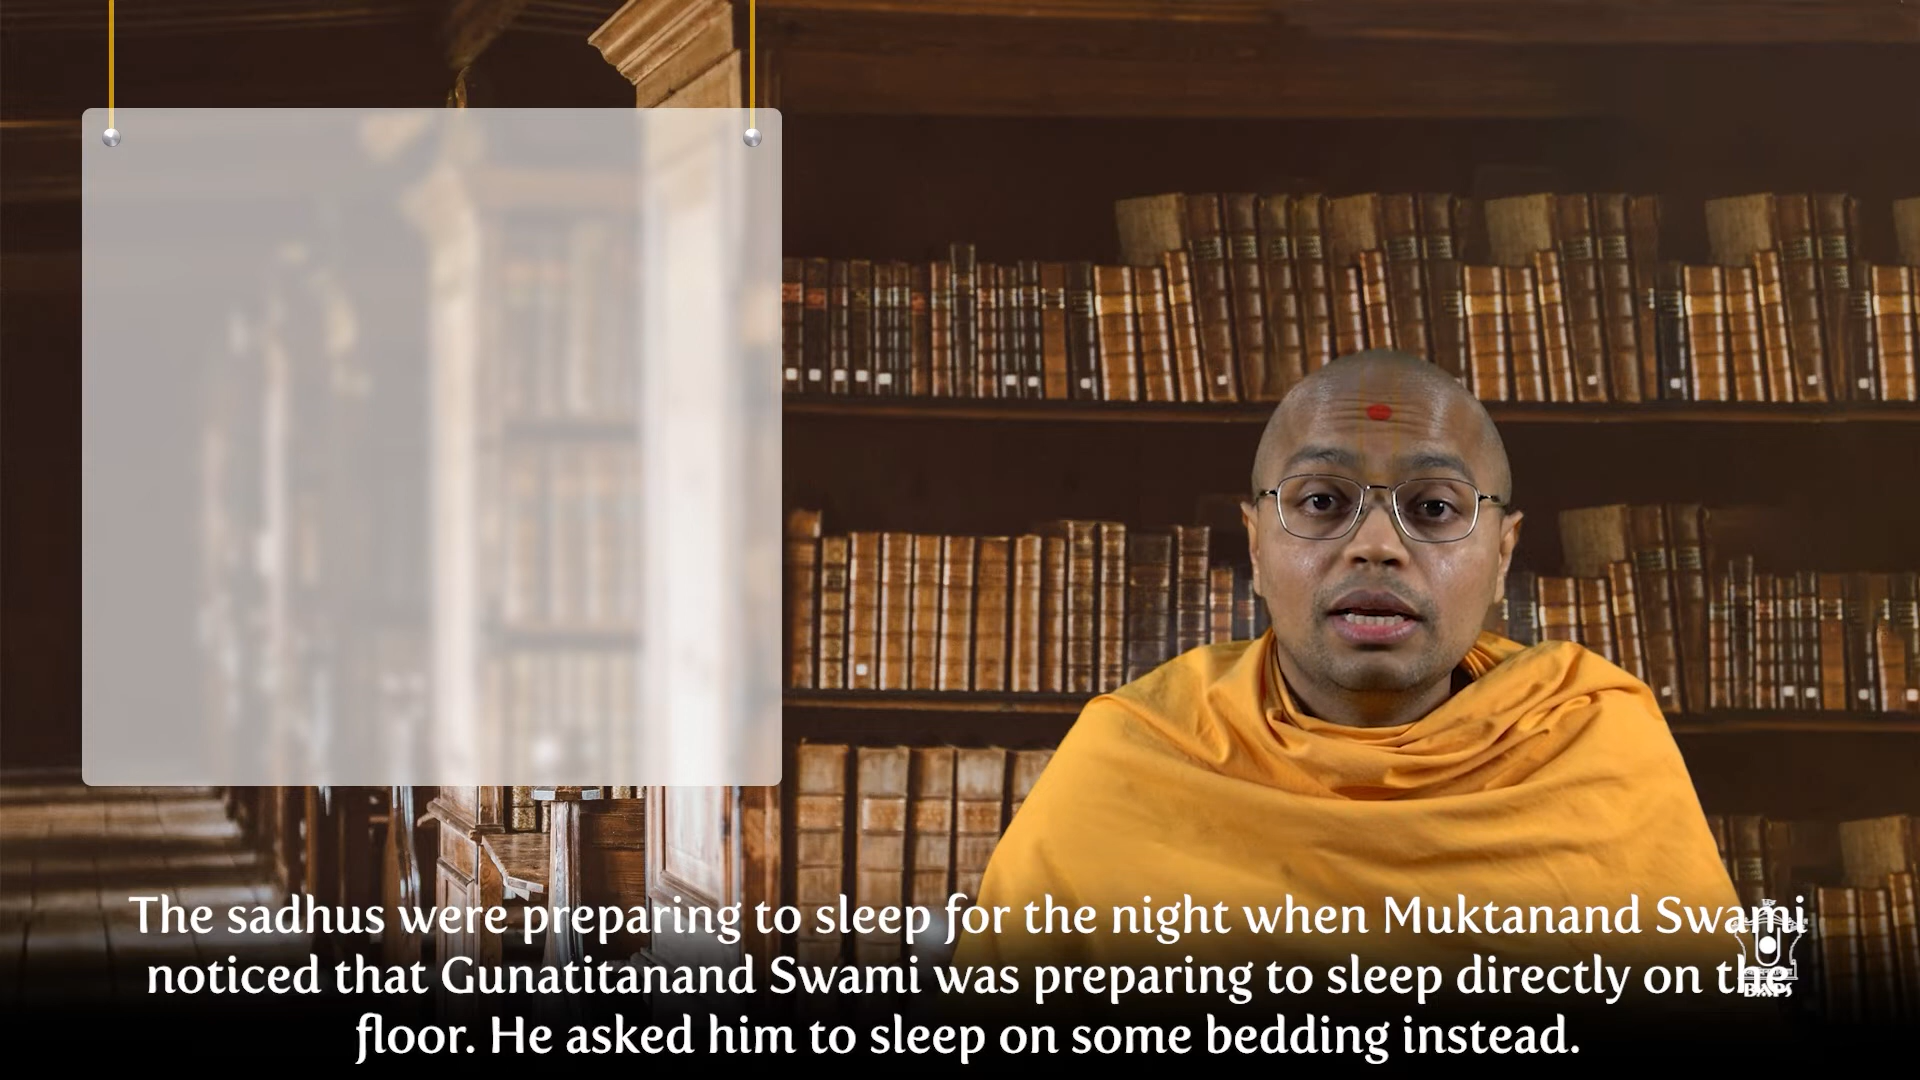 The sadhus were preparing to sleep for the night when Muktanand Swami
noticed that Gunatitanand Swami was preparing to sleep directly on the
floor. He asked him to sleep on some bedding instead.
BAPS